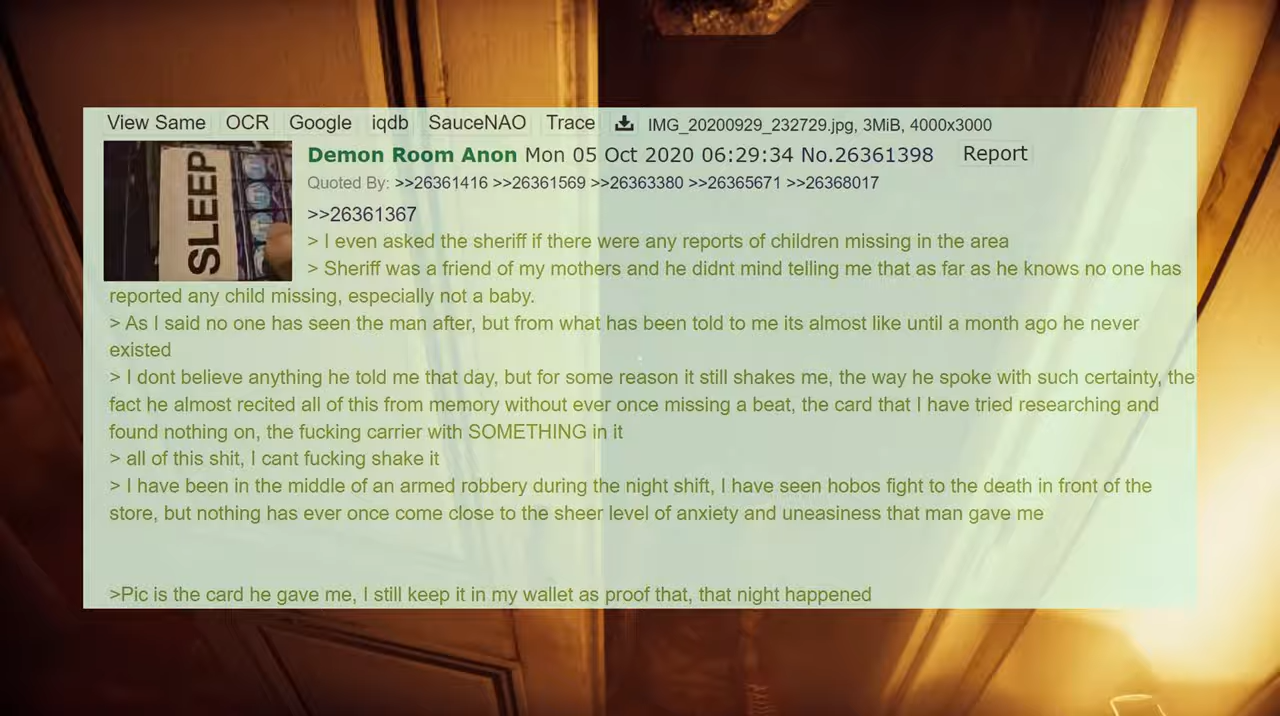 View Same OCR Google iqdb SauceNAO Trace IMG_20200929_232729.jpg, 3MiB, 4000x3000
SLEEP
Demon Room Anon Mon 05 Oct 2020 06:29:34 No.26361398 Report
Quoted By: >>26361416 >>26361569 >>26363380 >>26365671 >>26368017
>>26361367
> I even asked the sheriff if there were any reports of children missing in the area
> Sheriff was a friend of my mothers and he didnt mind telling me that as far as he knows no one has
reported any child missing, especially not a baby.
> As I said no one has seen the man after, but from what has been told to me its almost like until a month ago he never
existed
> I dont believe anything he told me that day, but for some reason it still shakes me, the way he spoke with such certainty, the
fact he almost recited all of this from memory without ever once missing a beat, the card that I have tried researching and
found nothing on, the fucking carrier with SOMETHING in it
> all of this shit, I cant fucking shake it
> I have been in the middle of an armed robbery during the night shift, I have seen hobos fight to the death in front of the
store, but nothing has ever once come close to the sheer level of anxiety and uneasiness that man gave me
>Pic is the card he gave me, I still keep it in my wallet as proof that, that night happened